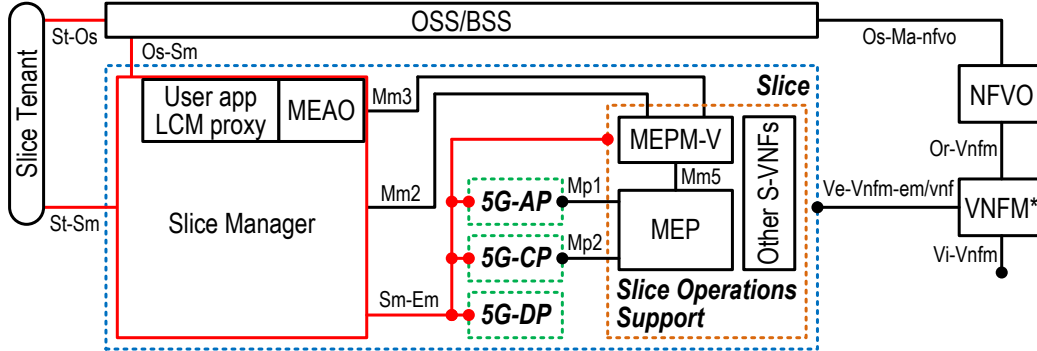 OSS/BSS
St-Os
Os-Sm
Os-Ma-nfvo
Slice Tenant
Slice
User app
LCM proxy
MEAO
Mm3
NFVO
MEPM-V
Other S-VNFs
Or-Vnfm
Mm5
Mm2
5G-AP
Mp1
Ve-Vnfm-em/vnf
VNFM*
St-Sm
Slice Manager
MEP
5G-CP
Mp2
Vi-Vnfm
Sm-Em
5G-DP
Slice Operations
Support